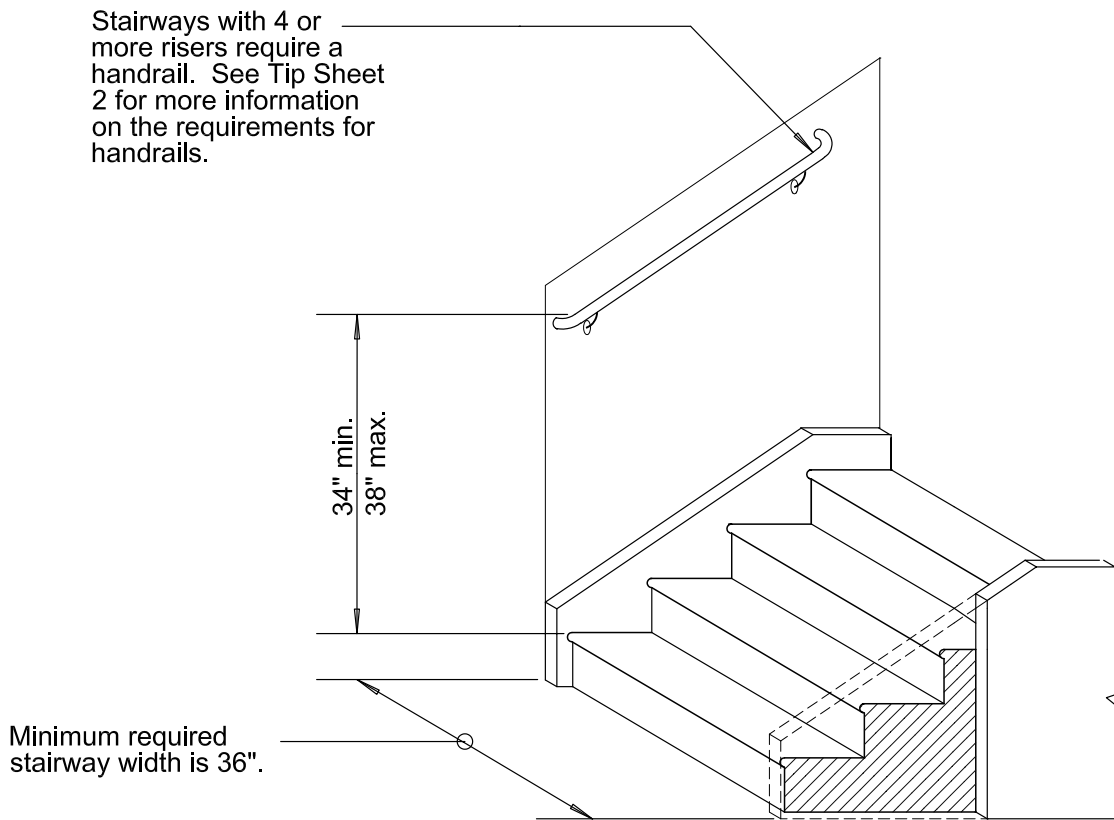 Stairways with 4 or
more risers require a
handrail.  See Tip Sheet
2 for more information
on the requirements for
handrails.
34" min.
38" max.
Minimum required
stairway width is 36".